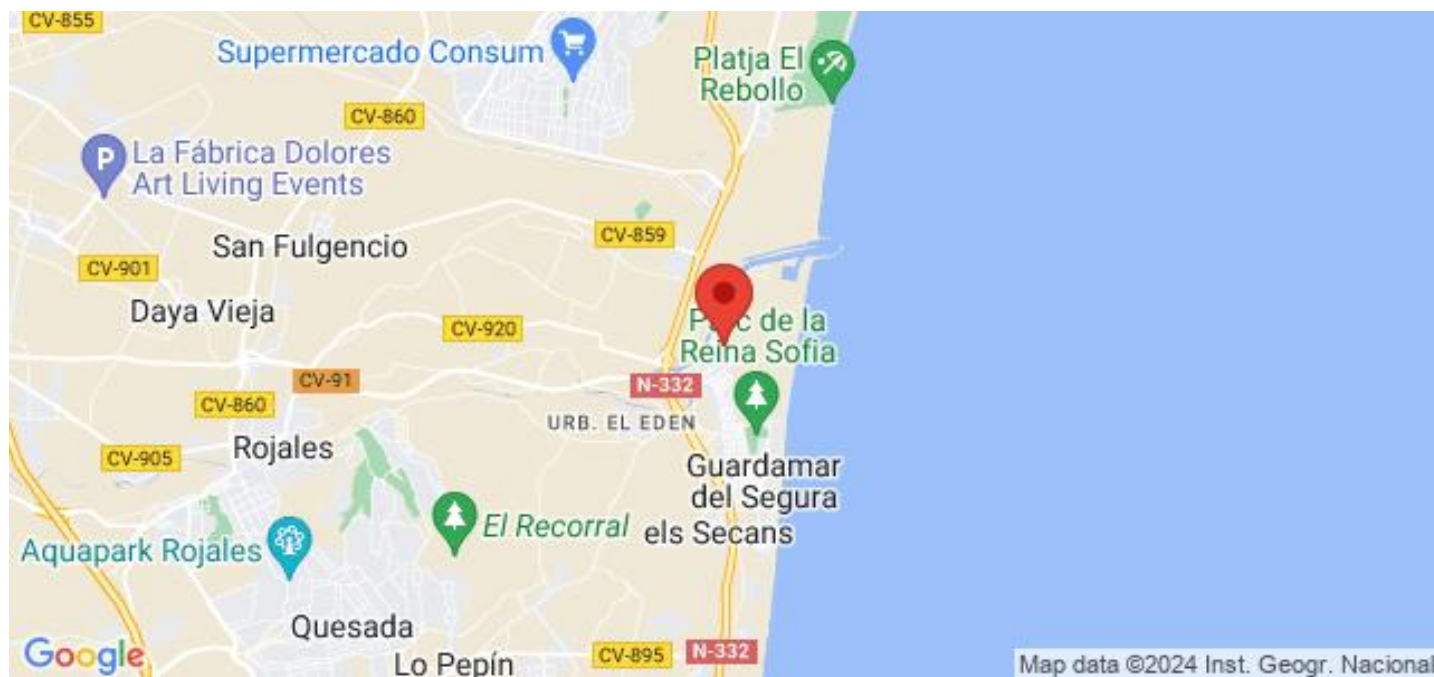 CV-855
Supermercado Consum
Platja El
Rebollo
CV-860
P
La Fábrica Dolores
Art Living Events
San Fulgencio
CV-859
CV-901
Daya Vieja
CV-920
Parc de la
Reina Sofia
CV-91
N-332
CV-860
URB. EL EDEN
Rojales
CV-905
Guardamar
del Segura
El Recorral
els Secans
Aquapark Rojales
Quesada
Lo Pepín
CV-895
N-332
Google
Map data ©2024 Inst. Geogr. Nacional